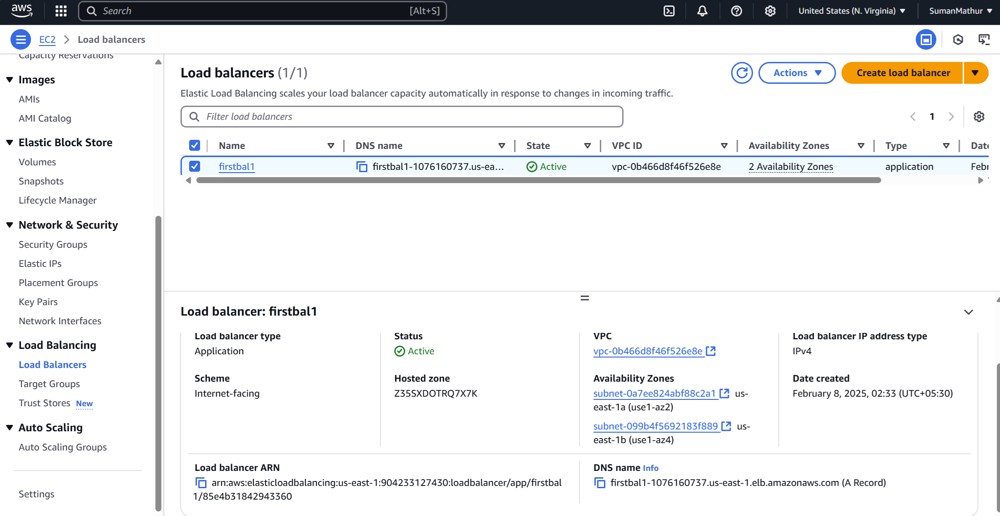 aws
Search
[Alt+S]
United States (N. Virginia)
SumanMathur
EC2
Load balancers
Capacity Reservations
Images
AMIs
AMI Catalog
Elastic Block Store
Volumes
Snapshots
Lifecycle Manager
Network & Security
Security Groups
Elastic IPs
Placement Groups
Key Pairs
Network Interfaces
Load Balancing
Load Balancers
Target Groups
Trust Stores New
Auto Scaling
Auto Scaling Groups
Settings
Load balancers (1/1)
Actions
Create load balancer
Elastic Load Balancing scales your load balancer capacity automatically in response to changes in incoming traffic.
Filter load balancers
1
Name
DNS name
State
VPC ID
Availability Zones
Type
Date
firstbal1
firstbal1-1076160737.us-ea...
Active
vpc-0b466d8f46f526e8e
2 Availability Zones
application
Febr
Load balancer: firstbal1
Load balancer type
Application
Status
Active
VPC
vpc-0b466d8f46f526e8e
Load balancer IP address type
IPv4
Scheme
Internet-facing
Hosted zone
Z35SXDOTRQ7X7K
Availability Zones
subnet-0a7ee824abf88c2a1 us-
east-1a (use1-az2)
subnet-099b4f5692183f889 us-
east-1b (use1-az4)
Date created
February 8, 2025, 02:33 (UTC+05:30)
Load balancer ARN
arn:aws:elasticloadbalancing:us-east-1:904233127430:loadbalancer/app/firstbal
1/85e4b31842943360
DNS name Info
firstbal1-1076160737.us-east-1.elb.amazonaws.com (A Record)